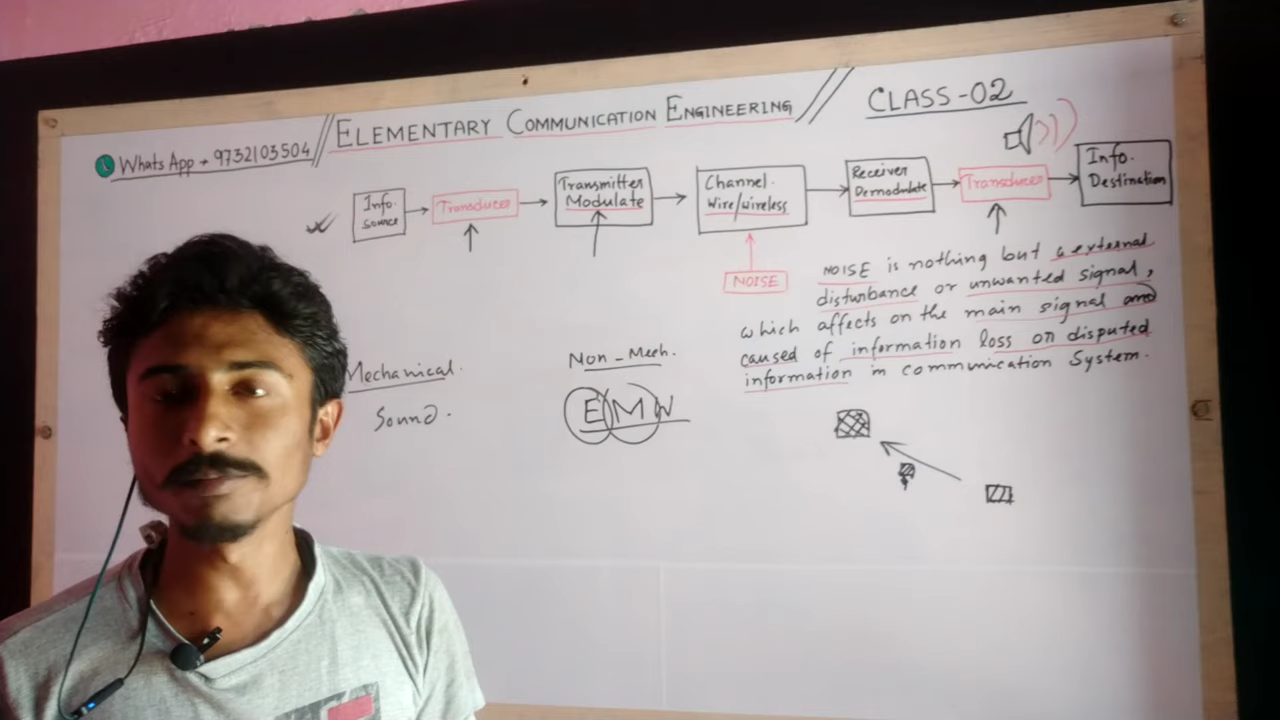 WhatsApp → 9732103504 // ELEMENTARY COMMUNICATION ENGINEERING // CLASS-02
Info. source
Transducer
Transmitter
Modulate
Channel.
Wire/wireless
Receiver
Demodulate
Transducer
Info.
Destination
NOISE
NOISE is nothing but a external
disturbance or unwanted signal,
which affects on the main signal and
caused of information loss or disputed
information in communication System.
Mechanical.
Sound.
Non-Mech.
EMW